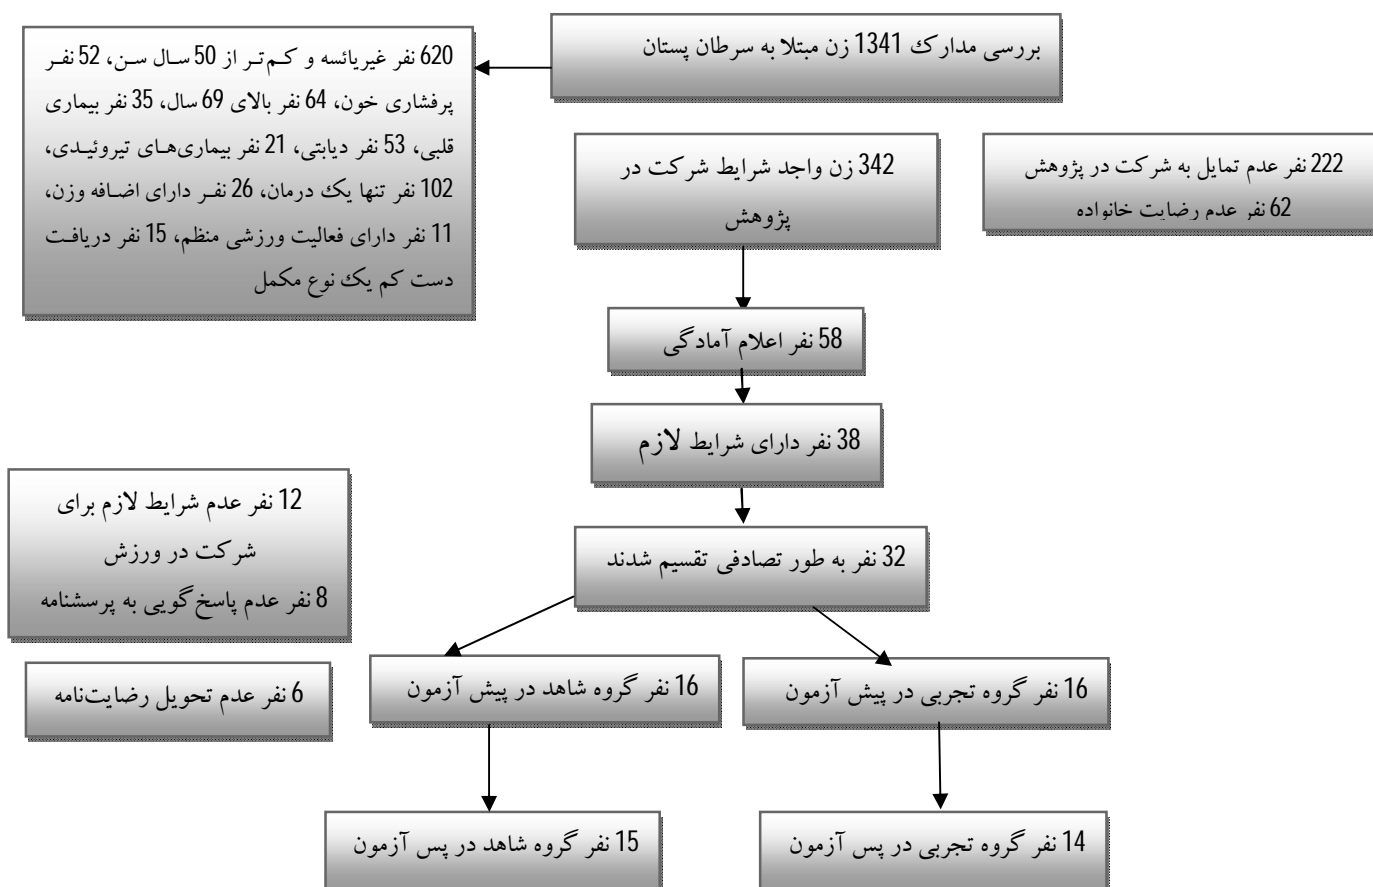 بررسی مدارک 1341 زن مبتلا به سرطان پستان
620 نفر غیریائسه و کم‌تر از 50 سال سن، 52 نفر
پرفشاری خون، 64 نفر بالای 69 سال، 35 نفر بیماری
قلبی، 53 نفر دیابتی، 21 نفر بیماری‌های تیروئیدی،
102 نفر تنها یک درمان، 26 نفر دارای اضافه وزن،
11 نفر دارای فعالیت ورزشی منظم، 15 نفر دریافت
دست کم یک نوع مکمل
342 زن واجد شرایط شرکت در
پژوهش
222 نفر عدم تمایل به شرکت در پژوهش
62 نفر عدم رضایت خانواده
58 نفر اعلام آمادگی
38 نفر دارای شرایط لازم
12 نفر عدم شرایط لازم برای
شرکت در ورزش
8 نفر عدم پاسخ‌گویی به پرسشنامه
32 نفر به طور تصادفی تقسیم شدند
6 نفر عدم تحویل رضایت‌نامه
16 نفر گروه تجربی در پیش آزمون
16 نفر گروه شاهد در پیش آزمون
14 نفر گروه تجربی در پس آزمون
15 نفر گروه شاهد در پس آزمون